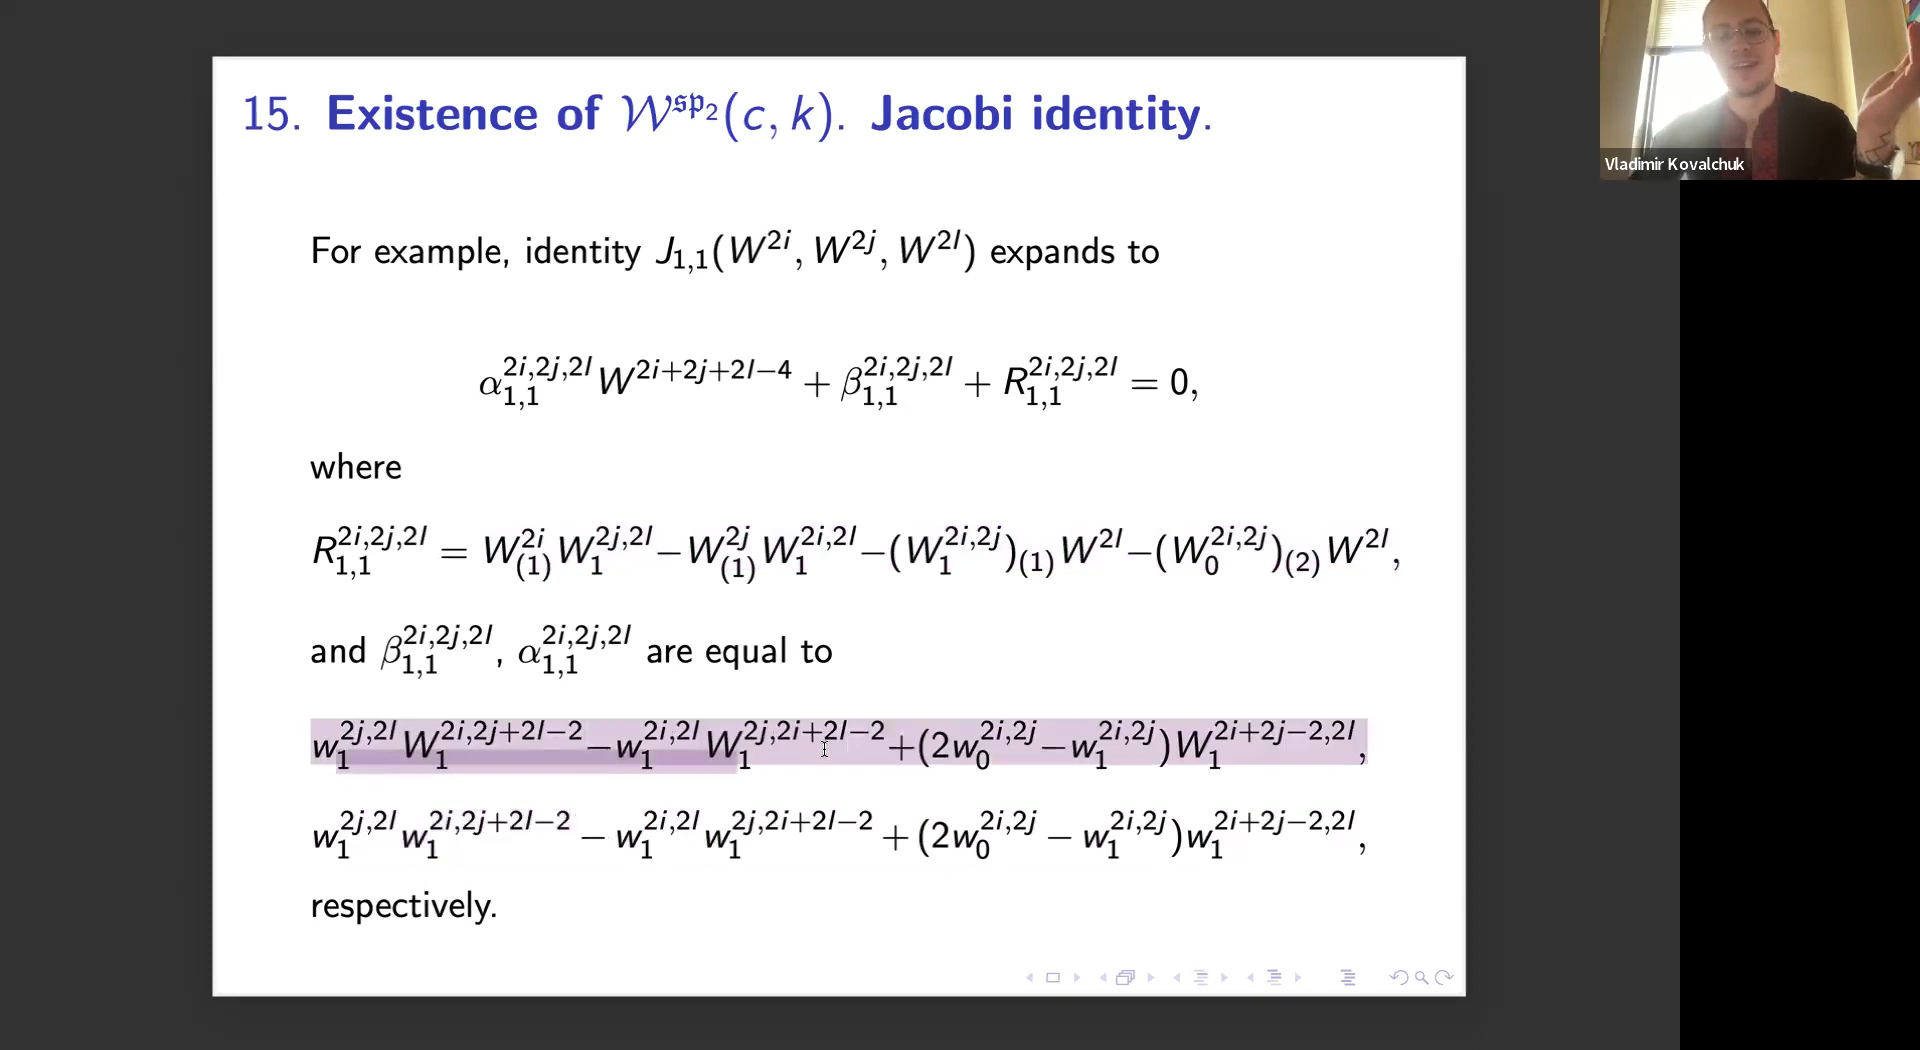 15. Existence of 𝒲^{𝔰𝔭₂}(c, k). Jacobi identity.
Vladimir Kovalchuk
For example, identity J_{1,1}(W^{2i}, W^{2j}, W^{2l}) expands to
α_{1,1}^{2i,2j,2l} W^{2i+2j+2l−4} + β_{1,1}^{2i,2j,2l} + R_{1,1}^{2i,2j,2l} = 0,
where
R_{1,1}^{2i,2j,2l} = W_{(1)}^{2i} W_1^{2j,2l} − W_{(1)}^{2j} W_1^{2i,2l} − (W_1^{2i,2j})_{(1)} W^{2l} − (W_0^{2i,2j})_{(2)} W^{2l},
and β_{1,1}^{2i,2j,2l}, α_{1,1}^{2i,2j,2l} are equal to
w_1^{2j,2l} W_1^{2i,2j+2l−2} − w_1^{2i,2l} W_1^{2j,2i+2l−2} + (2w_0^{2i,2j} − w_1^{2i,2j}) W_1^{2i+2j−2,2l},
w_1^{2j,2l} w_1^{2i,2j+2l−2} − w_1^{2i,2l} w_1^{2j,2i+2l−2} + (2w_0^{2i,2j} − w_1^{2i,2j}) w_1^{2i+2j−2,2l},
respectively.